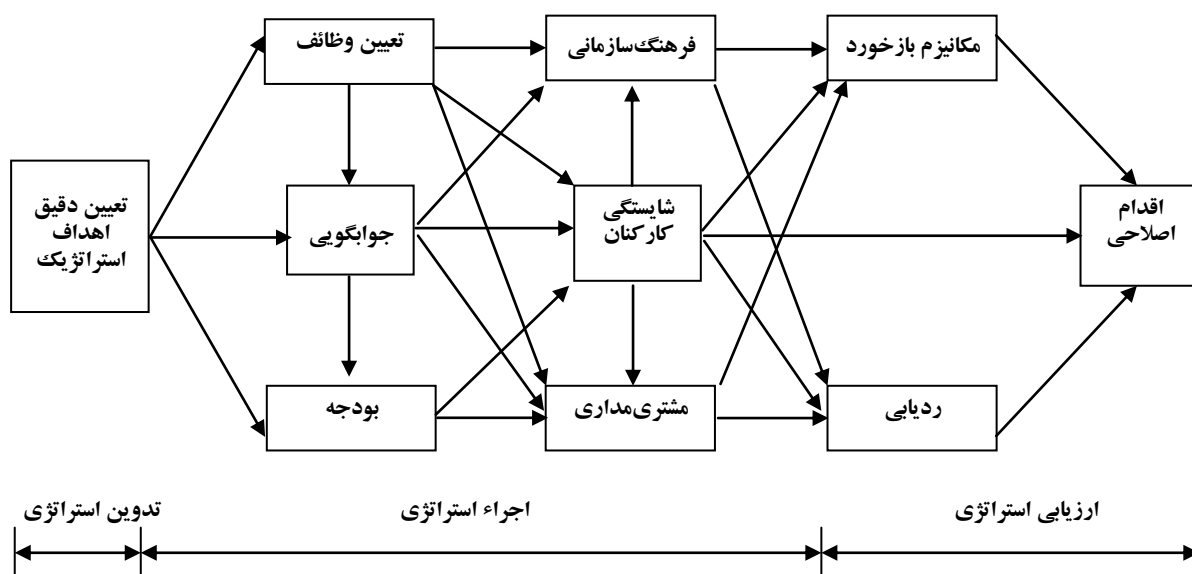 تعیین وظائف
فرهنگ‌سازمانی
مکانیزم بازخورد
تعیین دقیق
اهداف
استراتژیک
جوابگویی
شایستگی
کارکنان
اقدام
اصلاحی
بودجه
مشتری‌مداری
ردیابی
تدوین استراتژی
اجراء استراتژی
ارزیابی استراتژی